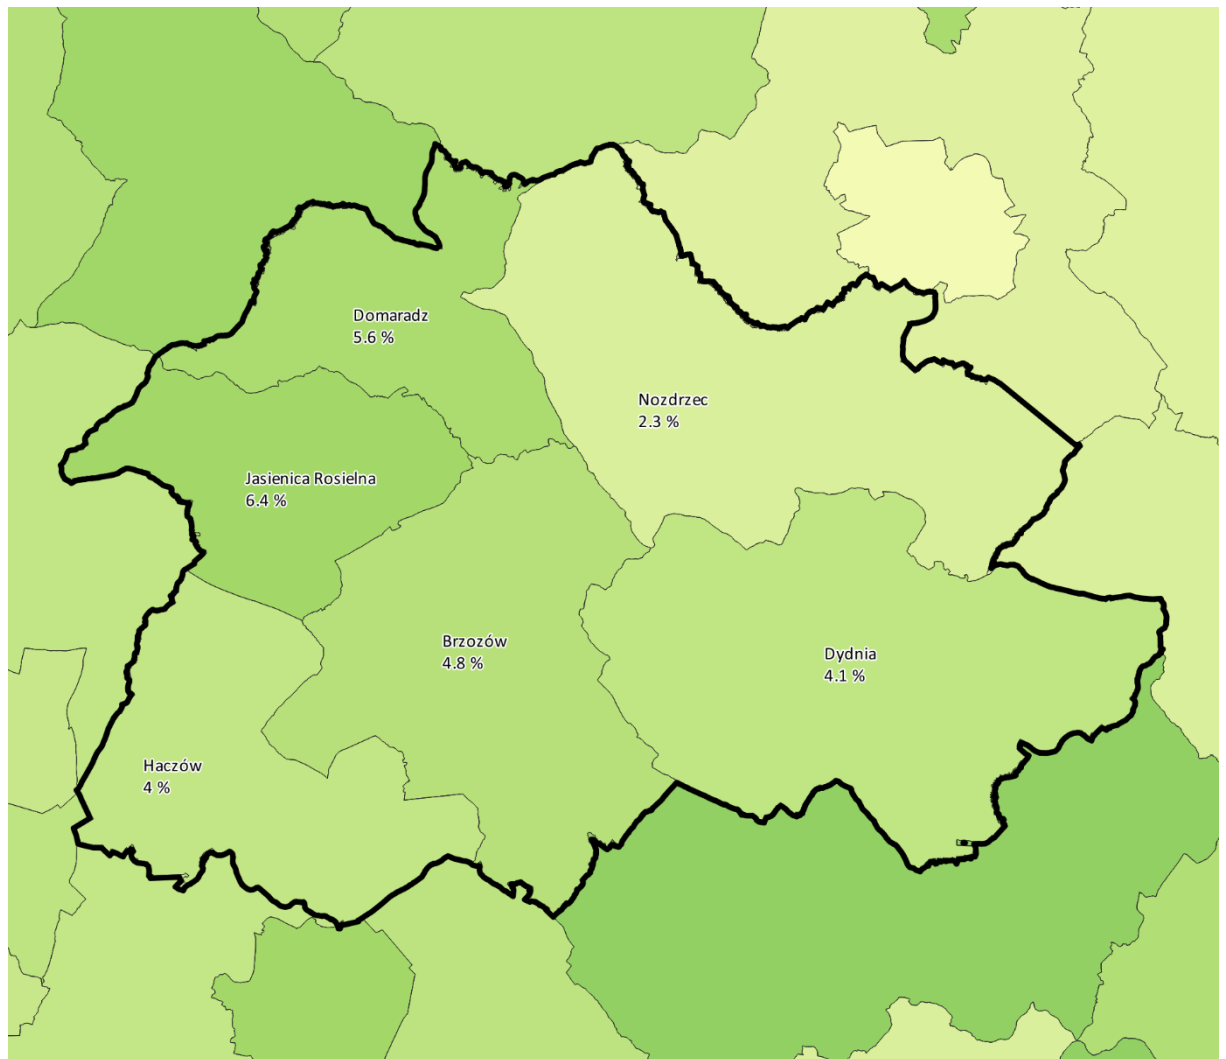 Domaradz
5.6 %
Nozdrzec
2.3 %
Jasienica Rosielna
6.4 %
Brzozów
4.8 %
Dydnia
4.1 %
Haczów
4 %